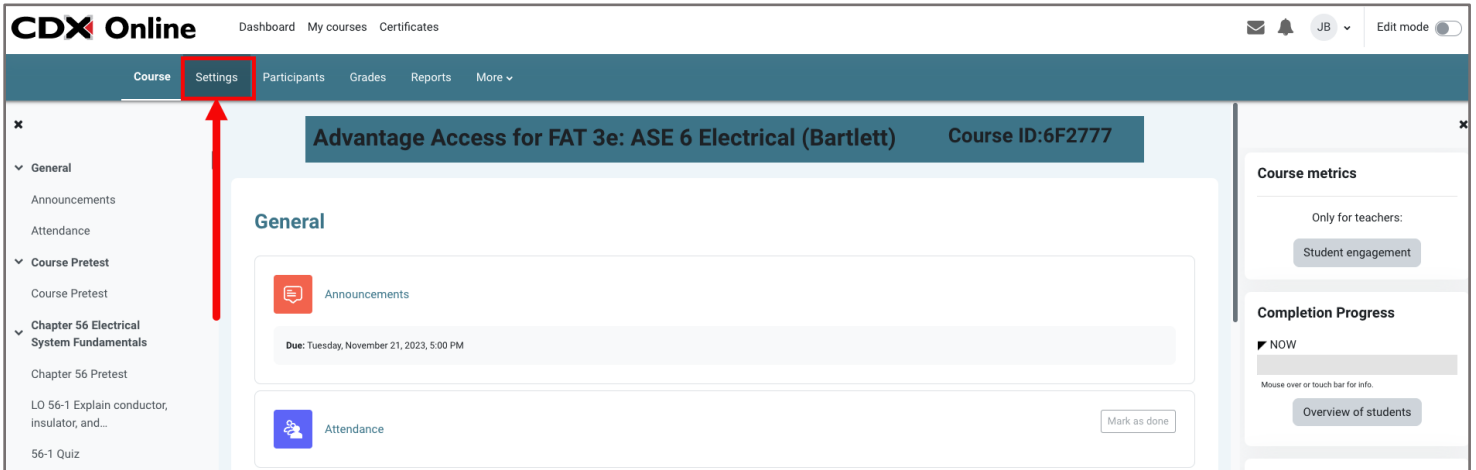 CDX Online
Dashboard My courses Certificates
JB
Edit mode
Course Settings Participants Grades Reports More
Advantage Access for FAT 3e: ASE 6 Electrical (Bartlett) Course ID:6F2777
General
Announcements
Attendance
Course Pretest
Course Pretest
Chapter 56 Electrical
System Fundamentals
Chapter 56 Pretest
LO 56-1 Explain conductor,
insulator, and...
56-1 Quiz
General
Announcements
Due: Tuesday, November 21, 2023, 5:00 PM
Attendance
Mark as done
Course metrics
Only for teachers:
Student engagement
Completion Progress
NOW
Mouse over or touch bar for info.
Overview of students